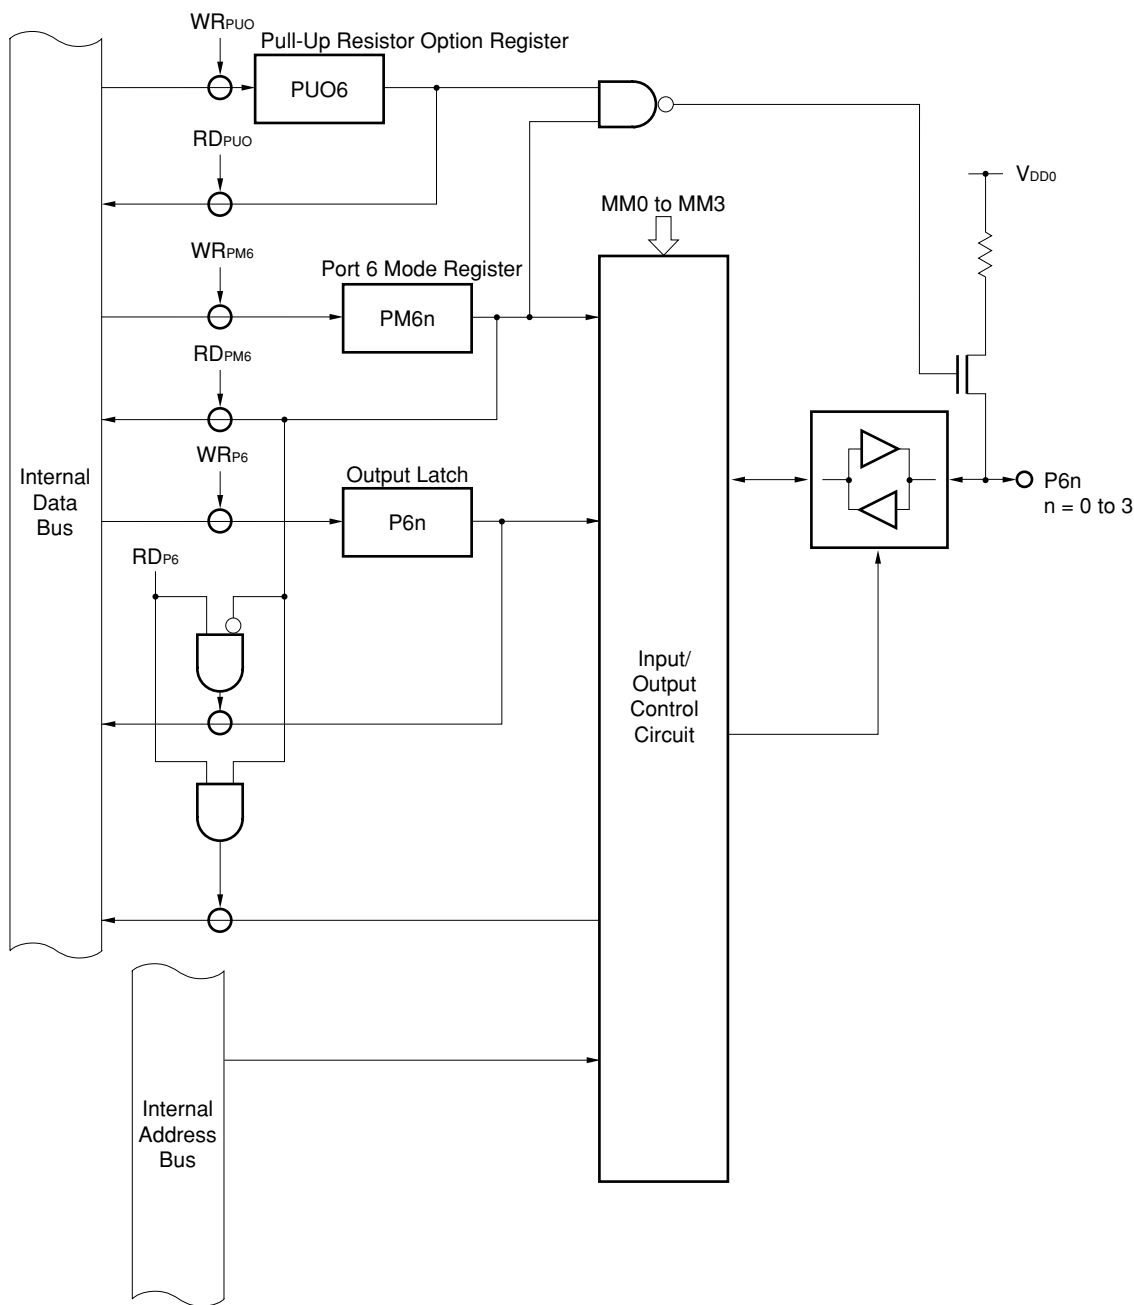 WRPUO
Pull-Up Resistor Option Register
PUO6
RDPUO
VDD0
MM0 to MM3
WRPM6
Port 6 Mode Register
PM6n
RDPM6
WRP6
Output Latch
P6n
Internal
Data
Bus
P6n
n = 0 to 3
RDP6
Input/
Output
Control
Circuit
Internal
Address
Bus